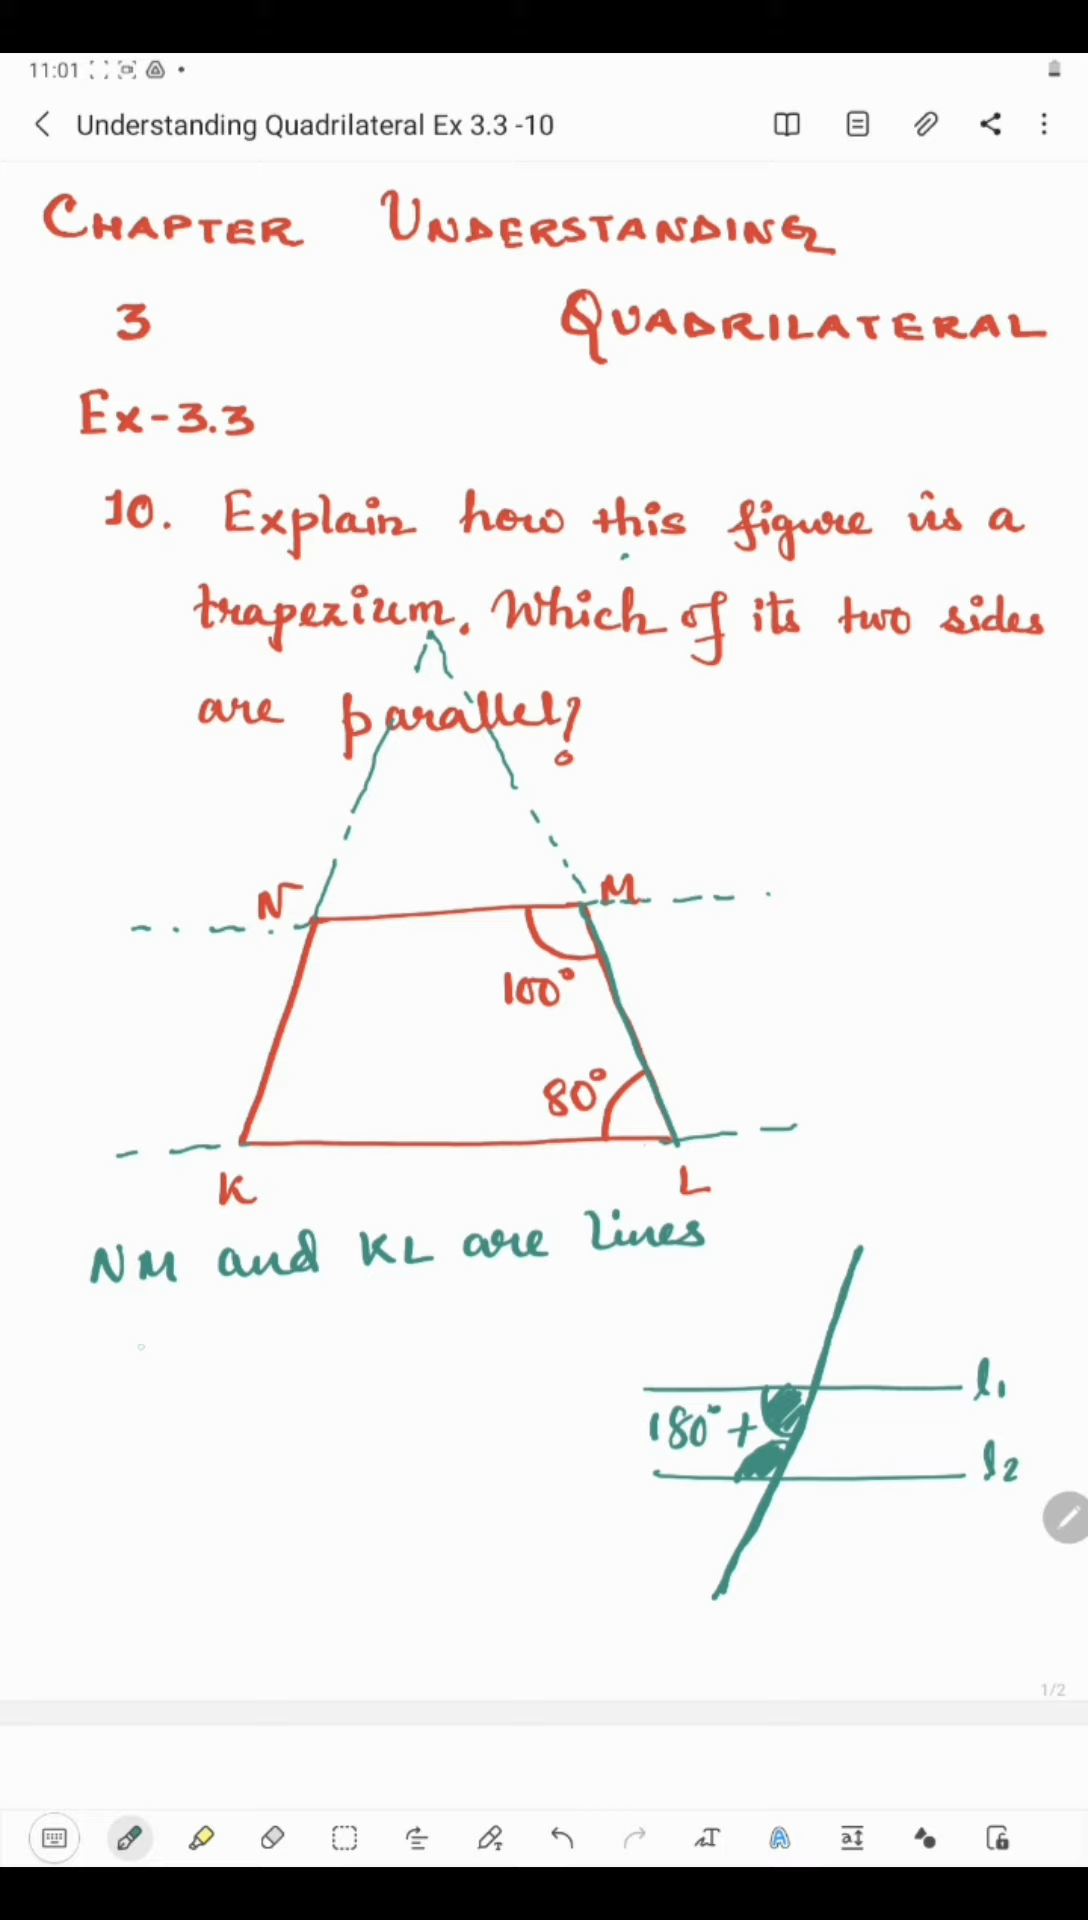 11:01
Understanding Quadrilateral Ex 3.3 -10
CHAPTER UNDERSTANDING
3 QUADRILATERAL
Ex-3.3
10. Explain how this figure is a
trapezium. Which of its two sides
are parallel?
N M
100°
80°
K L
NM and KL are lines
l1
180° +
l2
1/2